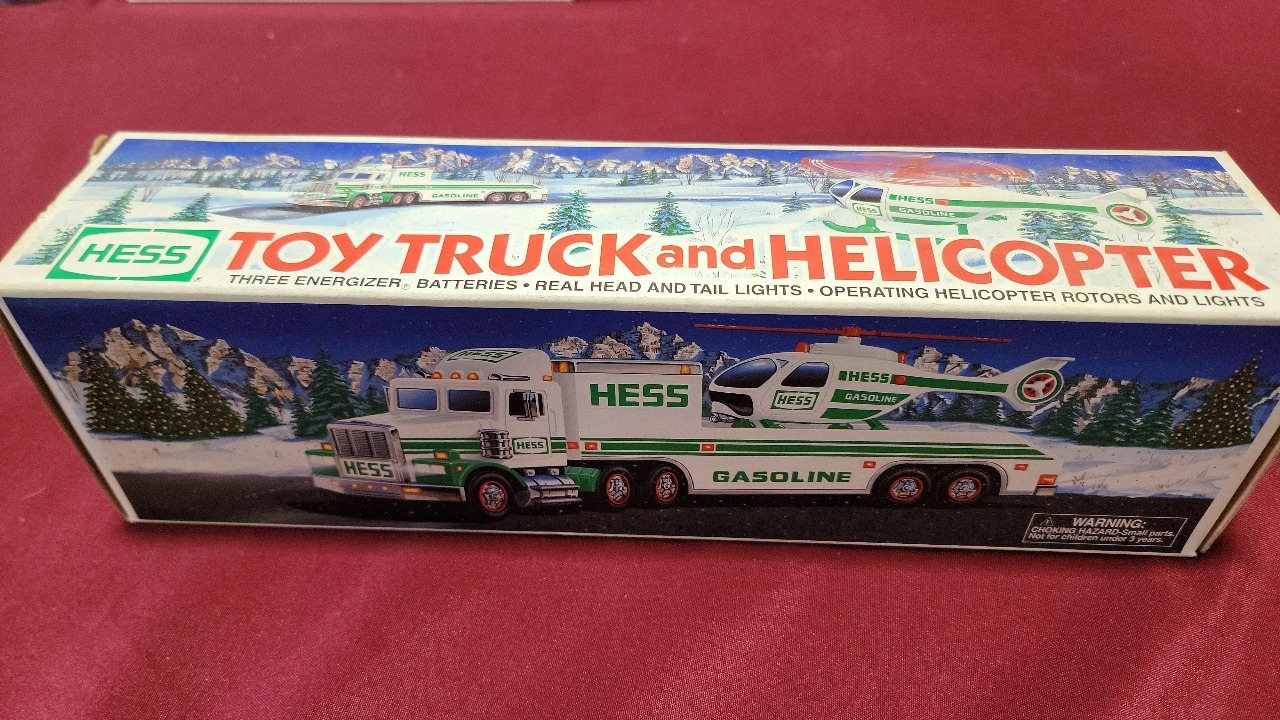 HESS
GASOLINE
HESS
HESS
GASOLINE
HESS® TOY TRUCK and HELICOPTER
THREE ENERGIZER® BATTERIES • REAL HEAD AND TAIL LIGHTS • OPERATING HELICOPTER ROTORS AND LIGHTS
HESS
HESS
HESS
HESS
GASOLINE
HESS
HESS
HESS
GASOLINE
WARNING:
CHOKING HAZARD-Small parts.
Not for children under 3 years.